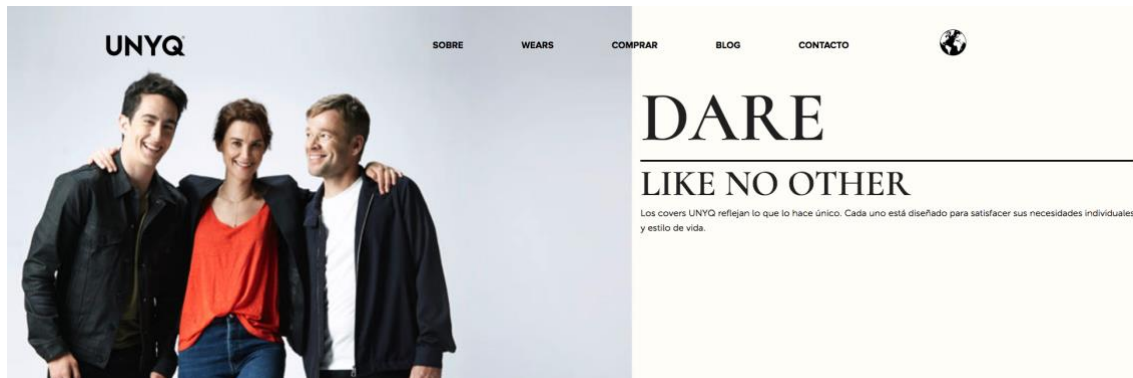 UNYQ
SOBRE WEARS COMPRAR BLOG CONTACTO
DARE
LIKE NO OTHER
Los covers UNYQ reflejan lo que lo hace único. Cada uno está diseñado para satisfacer sus necesidades individuales
y estilo de vida.